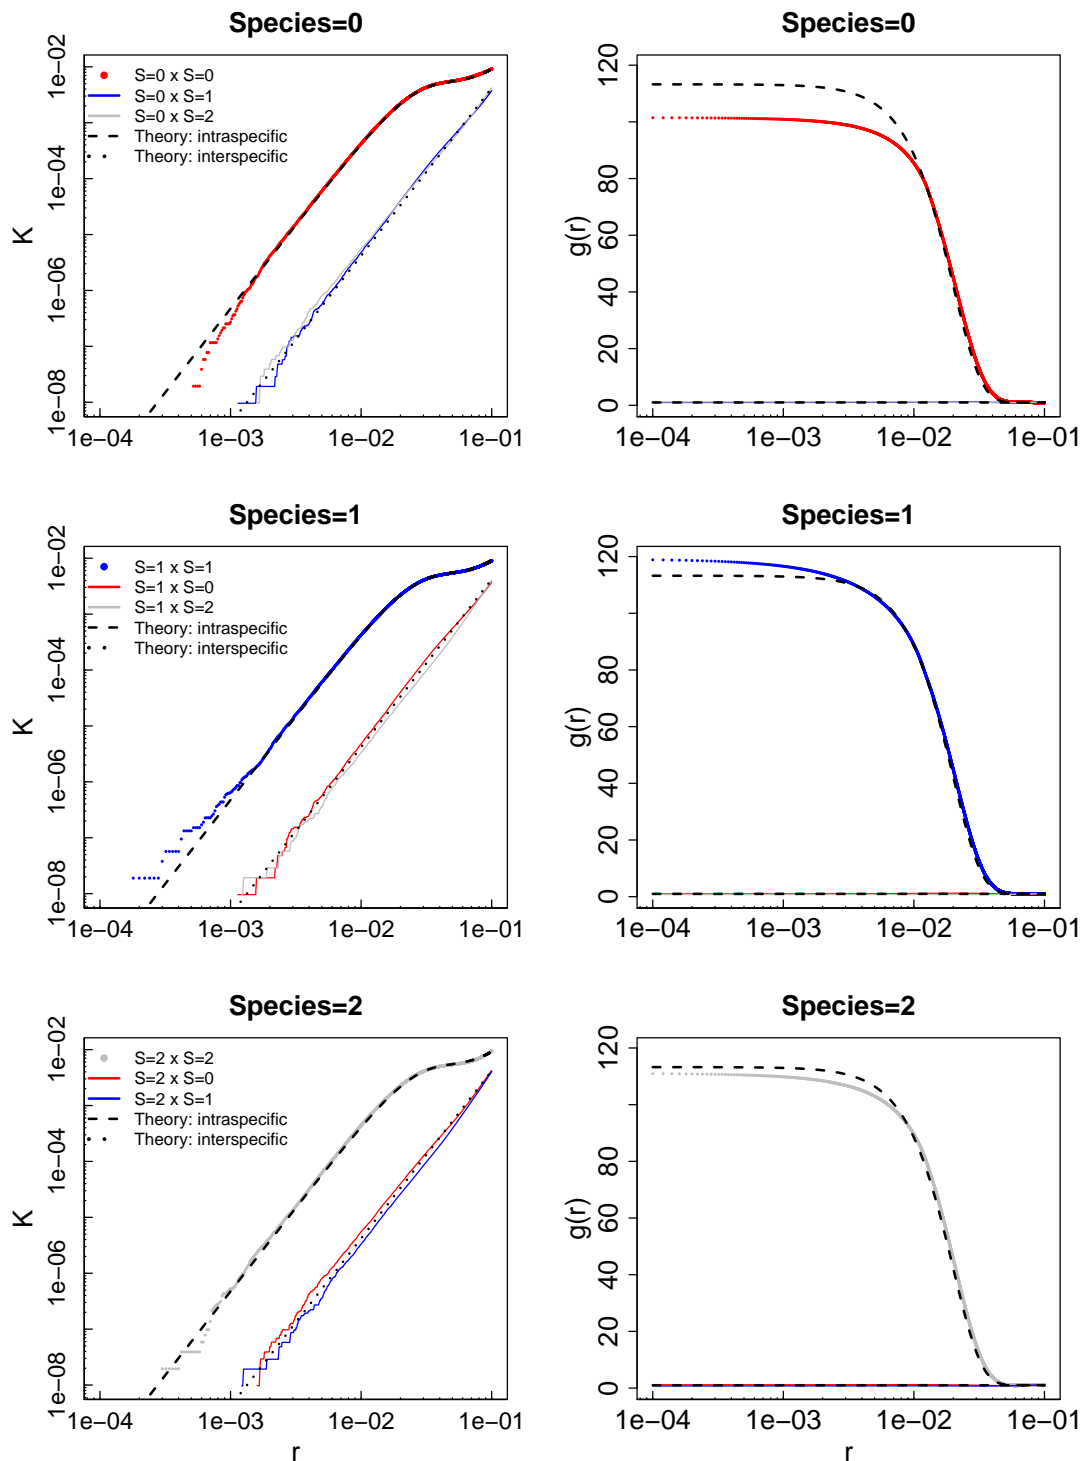 Species=0
Species=0
K
1e−08
1e−06
1e−04
1e−02
S=0 x S=0
S=0 x S=1
S=0 x S=2
Theory: intraspecific
Theory: interspecific
1e−04 1e−03 1e−02 1e−01
g(r)
0 20 40 60 80 120
1e−04 1e−03 1e−02 1e−01
Species=1
Species=1
K
1e−08
1e−06
1e−04
1e−02
S=1 x S=1
S=1 x S=0
S=1 x S=2
Theory: intraspecific
Theory: interspecific
1e−04 1e−03 1e−02 1e−01
g(r)
0 20 40 60 80 120
1e−04 1e−03 1e−02 1e−01
Species=2
Species=2
K
1e−08
1e−06
1e−04
1e−02
S=2 x S=2
S=2 x S=0
S=2 x S=1
Theory: intraspecific
Theory: interspecific
1e−04 1e−03 1e−02 1e−01
r
g(r)
0 20 40 60 80 120
1e−04 1e−03 1e−02 1e−01
r